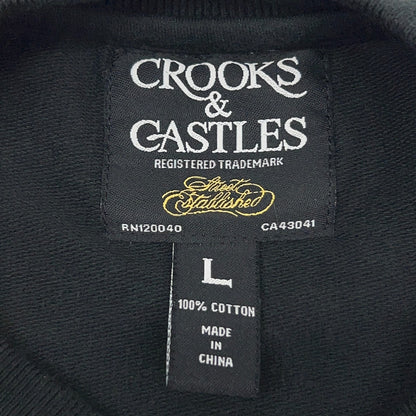 CROOKS
&
CASTLES
REGISTERED TRADEMARK
Street
Established
RN120040 CA43041
L
100% COTTON
MADE
IN
CHINA